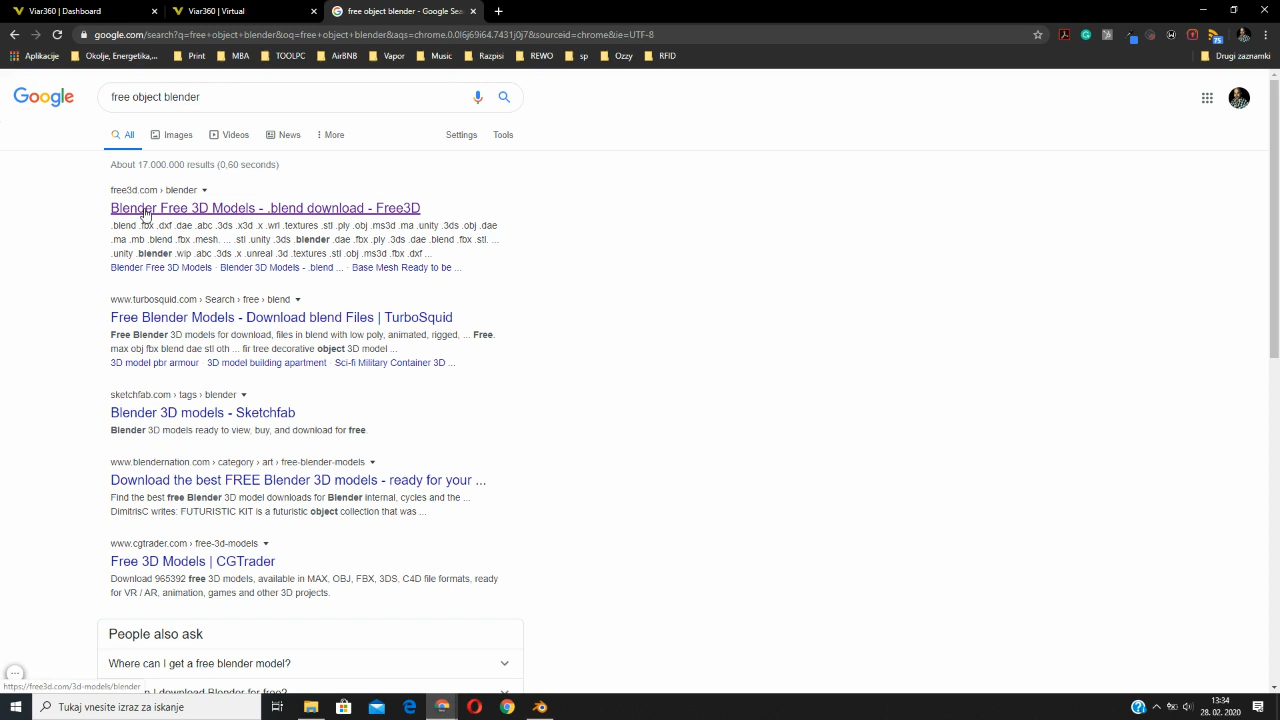 Viar360 | Dashboard
Viar360 | Virtual
free object blender - Google Sea
google.com/search?q=free+object+blender&oq=free+object+blender&aqs=chrome.0.0l6j69i64.7431j0j7&sourceid=chrome&ie=UTF-8
Aplikacije
Okolje, Energetika,...
Print
MBA
TOOLPC
AirBNB
Vapor
Music
Razpisi
REWO
sp
Ozzy
RFID
Drugi zaznamki
Google
free object blender
All
Images
Videos
News
More
Settings
Tools
About 17.000.000 results (0,60 seconds)
free3d.com › blender
Blender Free 3D Models - .blend download - Free3D
.blend .fbx .dxf .dae .abc .3ds .x3d .x .wrl .textures .stl .ply .obj .ms3d .ma .unity .3ds .obj .dae
.ma .mb .blend .fbx .mesh. ... .stl .unity .3ds .blender .dae .fbx .ply .3ds .dae .blend .fbx .stl. ...
.unity .blender .wip .abc .3ds .x .unreal .3d .textures .stl .obj .ms3d .fbx .dxf ...
Blender Free 3D Models · Blender 3D Models - .blend ... · Base Mesh Ready to be ...
www.turbosquid.com › Search › free › blend
Free Blender Models - Download blend Files | TurboSquid
Free Blender 3D models for download, files in blend with low poly, animated, rigged, ... Free.
max obj fbx blend dae stl oth ... fir tree decorative object 3D model ...
3D model pbr armour · 3D model building apartment · Sci-fi Military Container 3D ...
sketchfab.com › tags › blender
Blender 3D models - Sketchfab
Blender 3D models ready to view, buy, and download for free.
www.blendernation.com › category › art › free-blender-models
Download the best FREE Blender 3D models - ready for your ...
Find the best free Blender 3D model downloads for Blender Internal, cycles and the ...
DimitrisC writes: FUTURISTIC KIT is a futuristic object collection that was ...
www.cgtrader.com › free-3d-models
Free 3D Models | CGTrader
Download 965392 free 3D models, available in MAX, OBJ, FBX, 3DS, C4D file formats, ready
for VR / AR, animation, games and other 3D projects.
People also ask
Where can I get a free blender model?
I download Blender for free?
https://free3d.com/3d-models/blender
Tukaj vnesite izraz za iskanje
13:34
28. 02. 2020